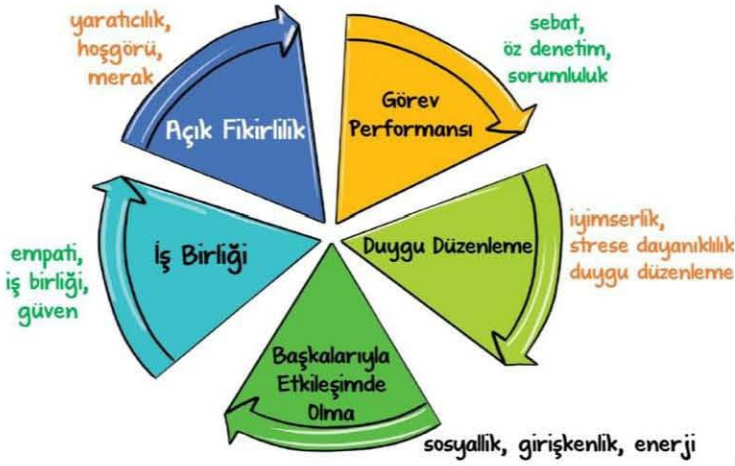 yaratıcılık,
hoşgörü,
merak
Açık Fikirlilik
Görev
Performansı
sebat,
öz denetim,
sorumluluk
Duygu Düzenleme
iyimserlik,
strese dayanıklılık
duygu düzenleme
Başkalarıyla
Etkileşimde
Olma
sosyallik, girişkenlik, enerji
İş Birliği
empati,
iş birliği,
güven